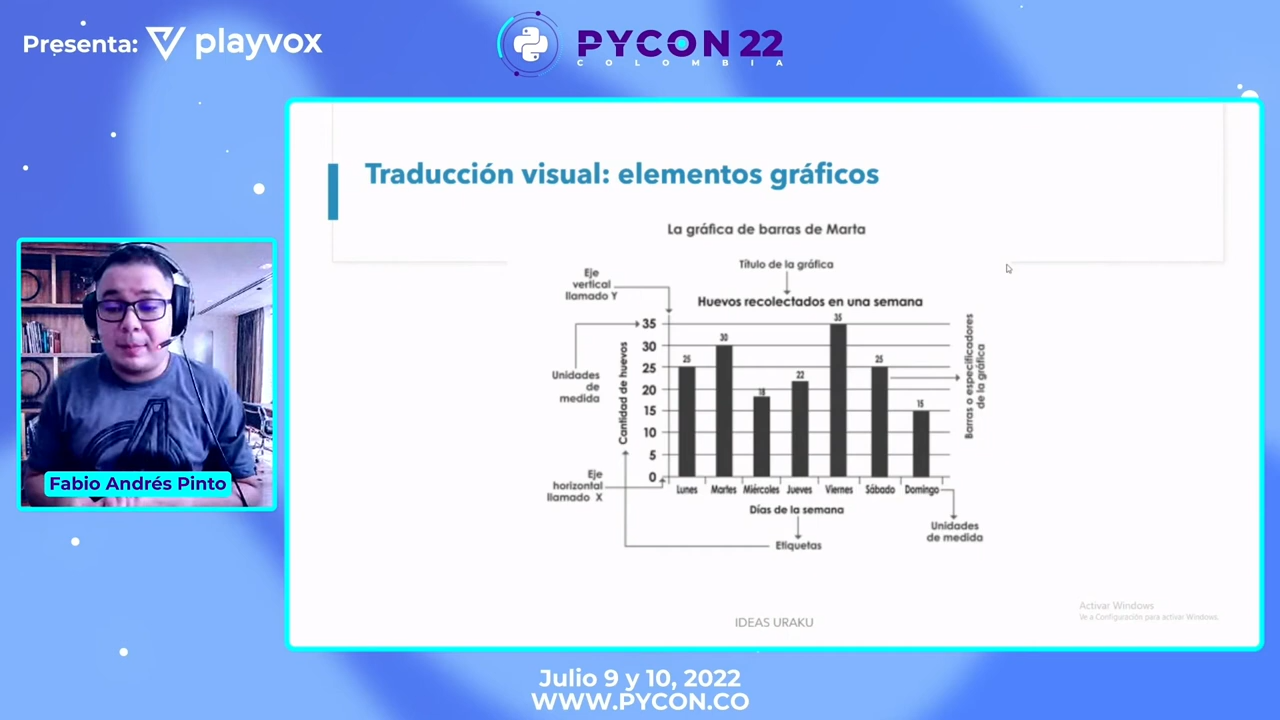 Presenta: playvox
PYCON 22
COLOMBIA
Traducción visual: elementos gráficos
La gráfica de barras de Marta
Título de la gráfica
Eje
vertical
llamado Y
Huevos recolectados en una semana
35
30
25
20
15
10
5
0
Cantidad de huevos
Unidades
de
medida
25
30
18
22
35
25
15
Barras o especificadores
de la gráfica
Eje
horizontal
llamado X
Lunes
Martes
Miércoles
Jueves
Viernes
Sábado
Domingo
Días de la semana
Unidades
de medida
Etiquetas
Activar Windows
Ve a Configuración para activar Windows.
IDEAS URAKU
Fabio Andrés Pinto
Julio 9 y 10, 2022
WWW.PYCON.CO